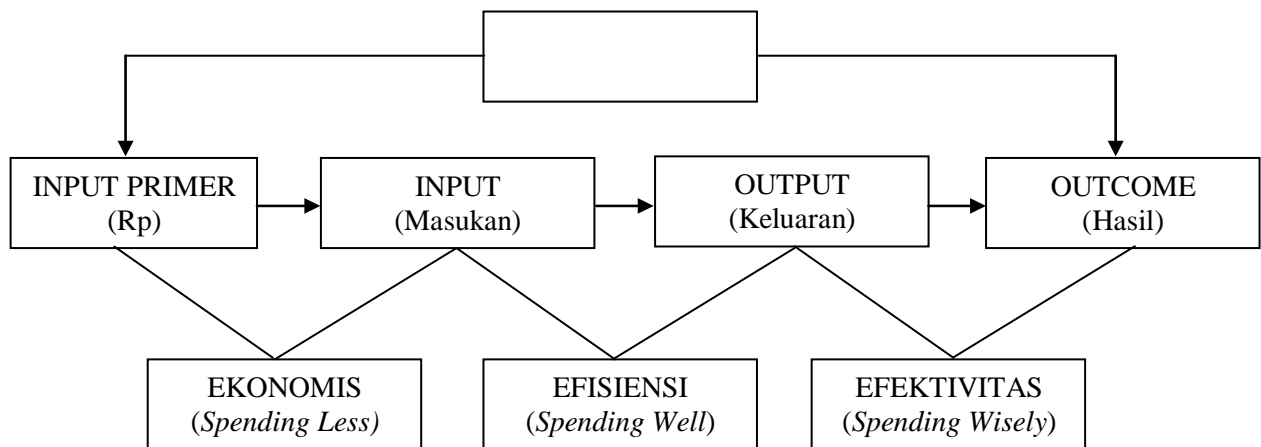 INPUT PRIMER
(Rp)
INPUT
(Masukan)
OUTPUT
(Keluaran)
OUTCOME
(Hasil)
EKONOMIS
(Spending Less)
EFISIENSI
(Spending Well)
EFEKTIVITAS
(Spending Wisely)